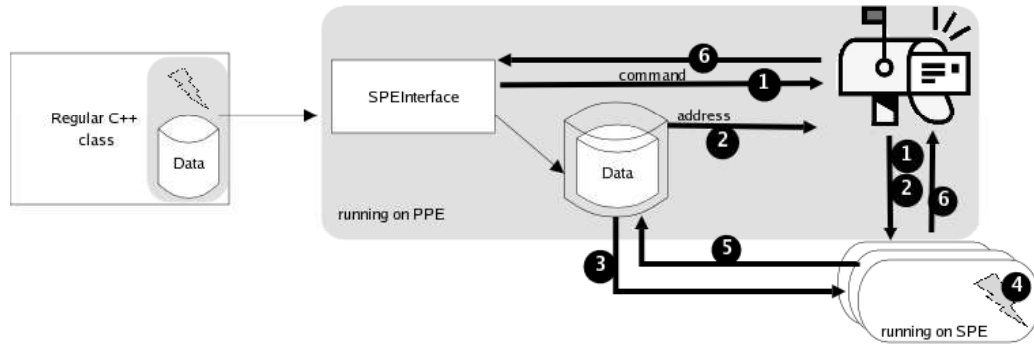 6
command
1
SPEInterface
Regular C++
class
Data
address
2
Data
1
2
6
running on PPE
5
3
4
running on SPE